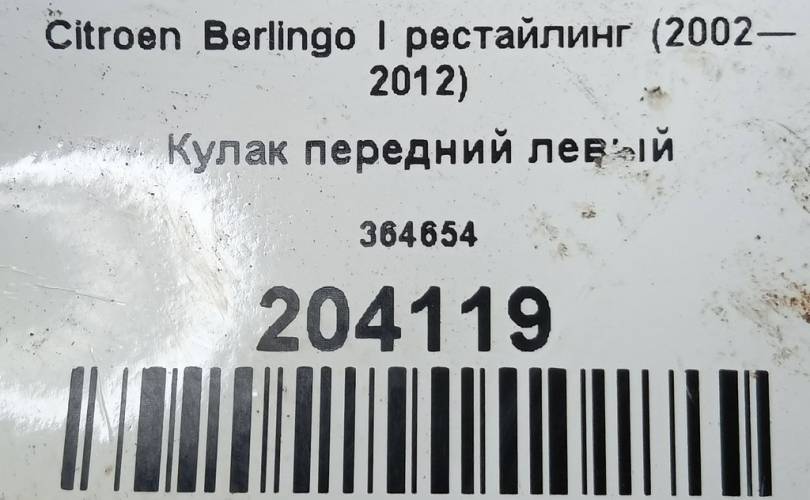 Citroen Berlingo I рестайлинг (2002—
2012)
Кулак передний левый
364654
204119